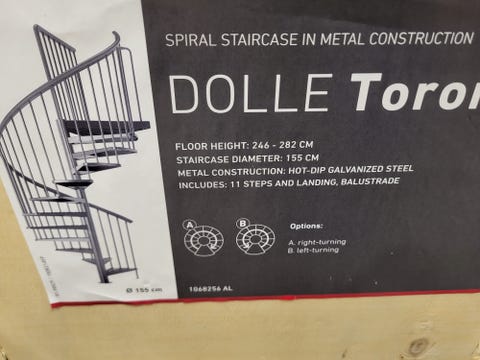 SPIRAL STAIRCASE IN METAL CONSTRUCTION
DOLLE Toron
FLOOR HEIGHT: 246 - 282 CM
STAIRCASE DIAMETER: 155 CM
METAL CONSTRUCTION: HOT-DIP GALVANIZED STEEL
INCLUDES: 11 STEPS AND LANDING, BALUSTRADE
A
B
Options:
A. right-turning
B. left-turning
Ø 155 cm
1068256 AL